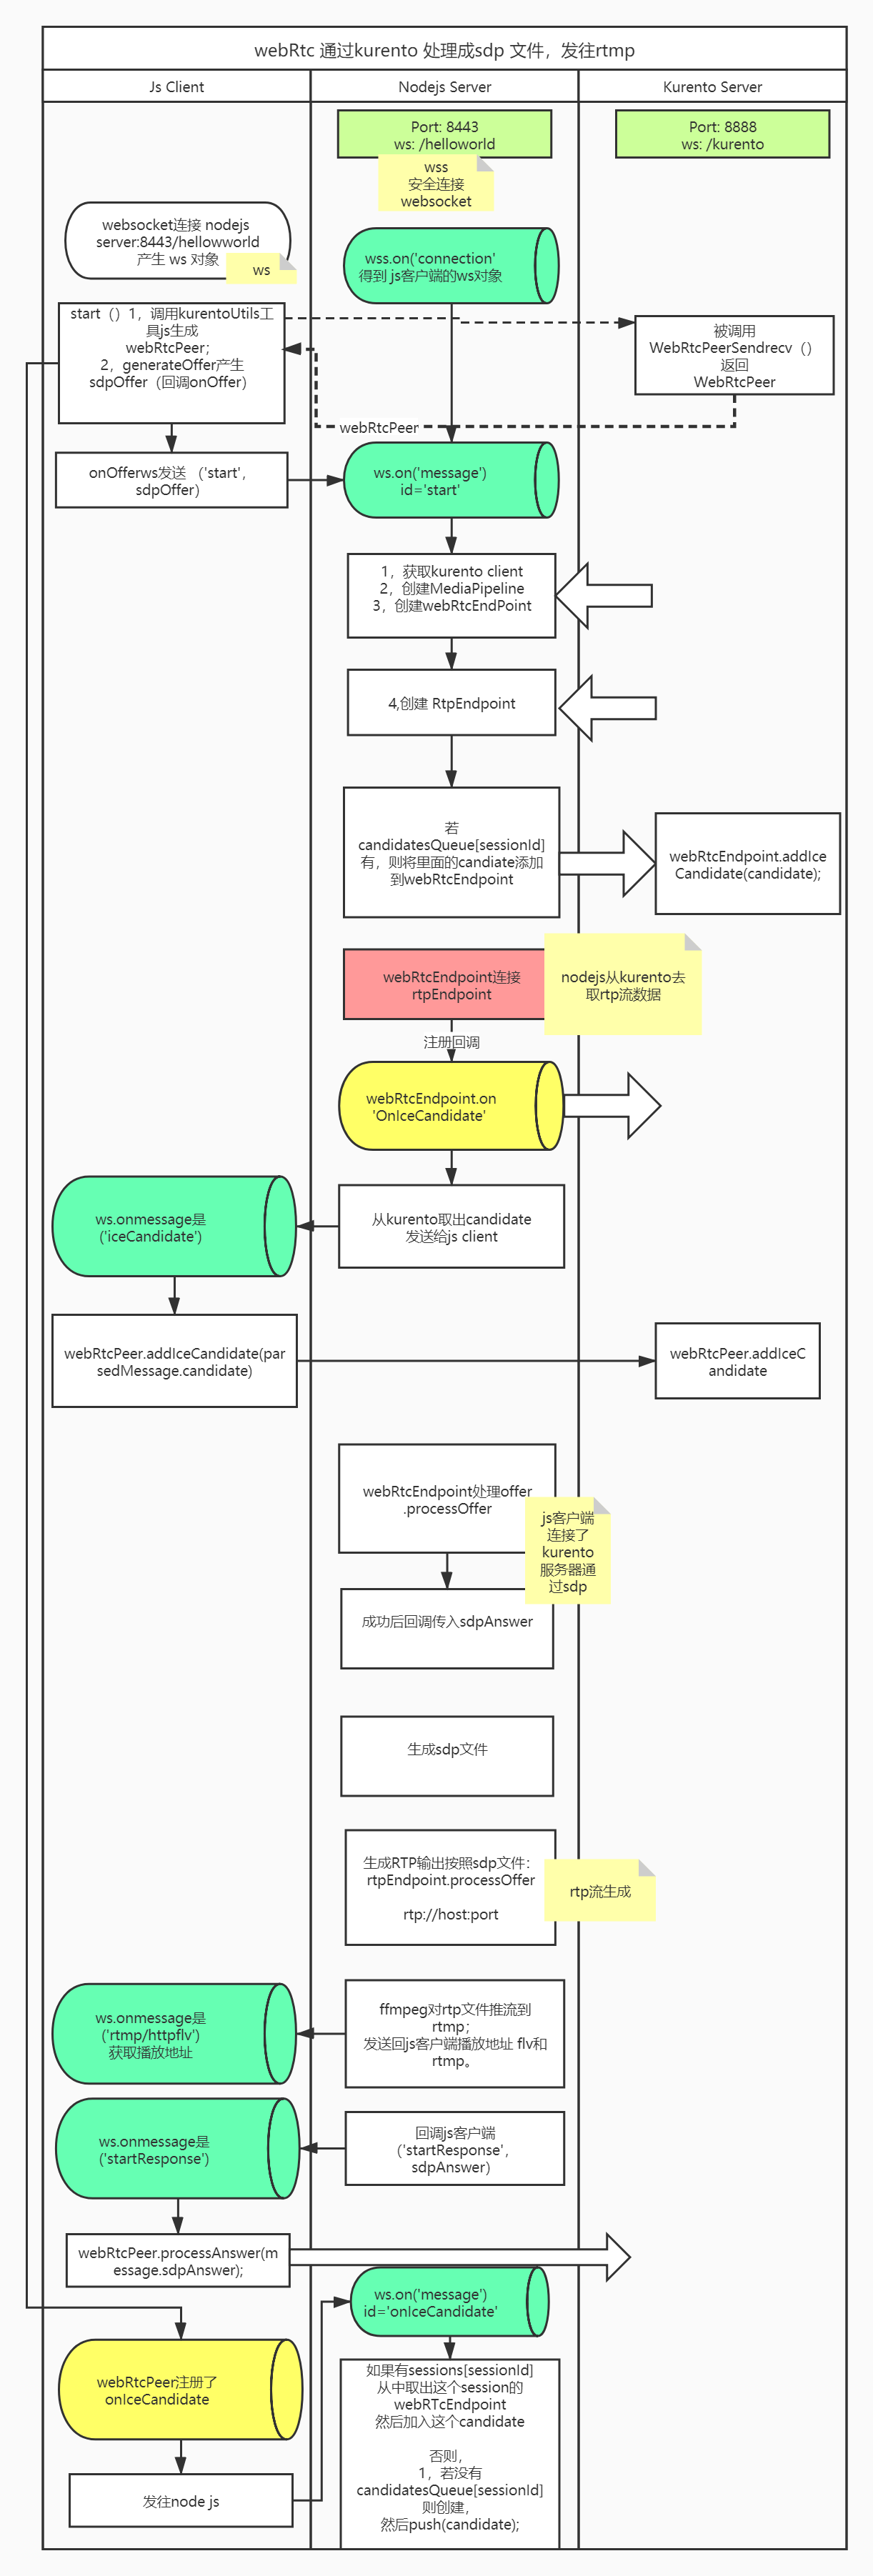 webRtc 通过kurento 处理成sdp 文件，发往rtmp
Js Client
Nodejs Server
Kurento Server
Port: 8443
ws: /helloworld
Port: 8888
ws: /kurento
wss
安全连接
websocket
websocket连接 nodejs
server:8443/hellowworld
产生 ws 对象
ws
wss.on('connection'
得到 js客户端的ws对象
start（）1，调用kurentoUtils工
具js生成
webRtcPeer；
2，generateOffer产生
sdpOffer（回调onOffer）
被调用
WebRtcPeerSendrecv（）
返回
WebRtcPeer
webRtcPeer
onOfferws发送 （'start'，
sdpOffer）
ws.on('message')
id='start'
1，获取kurento client
2，创建MediaPipeline
3，创建webRtcEndPoint
4,创建 RtpEndpoint
若
candidatesQueue[sessionId]
有，则将里面的candiate添加
到webRtcEndpoint
webRtcEndpoint.addIce
Candidate(candidate);
webRtcEndpoint连接
rtpEndpoint
nodejs从kurento去
取rtp流数据
注册回调
webRtcEndpoint.on
'OnIceCandidate'
从kurento取出candidate
发送给js client
ws.onmessage是
('iceCandidate')
webRtcPeer.addIceCandidate(par
sedMessage.candidate)
webRtcPeer.addIceC
andidate
webRtcEndpoint处理offer
.processOffer
js客户端
连接了
kurento
服务器通
过sdp
成功后回调传入sdpAnswer
生成sdp文件
生成RTP输出按照sdp文件：
rtpEndpoint.processOffer
rtp://host:port
rtp流生成
ws.onmessage是
('rtmp/httpflv')
获取播放地址
ffmpeg对rtp文件推流到
rtmp；
发送回js客户端播放地址 flv和
rtmp。
ws.onmessage是
('startResponse')
回调js客户端
（'startResponse'，
sdpAnswer）
webRtcPeer.processAnswer(m
essage.sdpAnswer);
ws.on('message')
id='onIceCandidate'
webRtcPeer注册了
onIceCandidate
如果有sessions[sessionId]
从中取出这个session的
webRTcEndpoint
然后加入这个candidate
否则，
1，若没有
candidatesQueue[sessionId]
则创建，
然后push(candidate);
发往node js